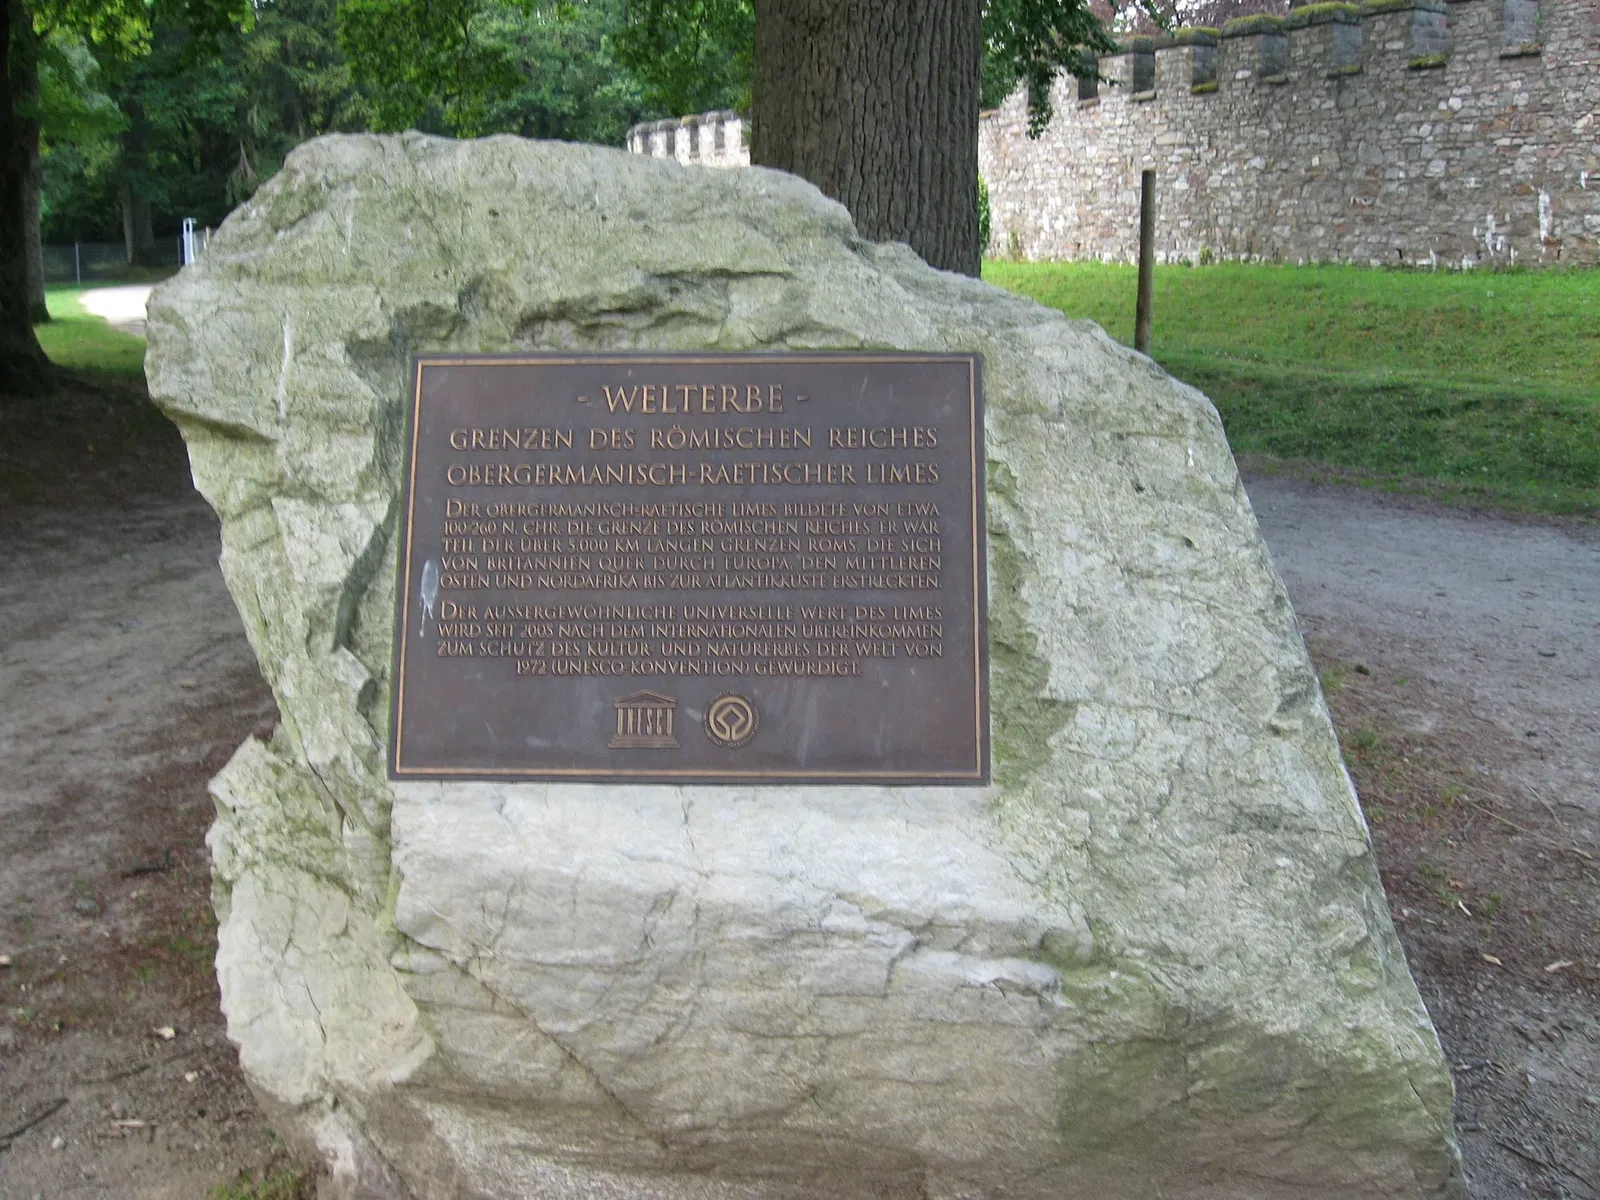 - WELTERBE -
GRENZEN DES RÖMISCHEN REICHES
OBERGERMANISCH-RAETISCHER LIMES
DER OBERGERMANISCH-RAETISCHE LIMES BILDETE VON ETWA
100-260 N. CHR. DIE GRENZE DES RÖMISCHEN REICHES. ER WAR
TEIL DER ÜBER 5.000 KM LANGEN GRENZEN ROMS, DIE SICH
VON BRITANNIEN QUER DURCH EUROPA, DEN MITTLEREN
OSTEN UND NORDAFRIKA BIS ZUR ATLANTIKKÜSTE ERSTRECKTEN.
DER AUSSERGEWÖHNLICHE UNIVERSELLE WERT DES LIMES
WIRD SEIT 2005 NACH DEM INTERNATIONALEN ÜBEREINKOMMEN
ZUM SCHUTZ DES KULTUR- UND NATURERBES DER WELT VON
1972 (UNESCO-KONVENTION) GEWÜRDIGT.
UNESCO